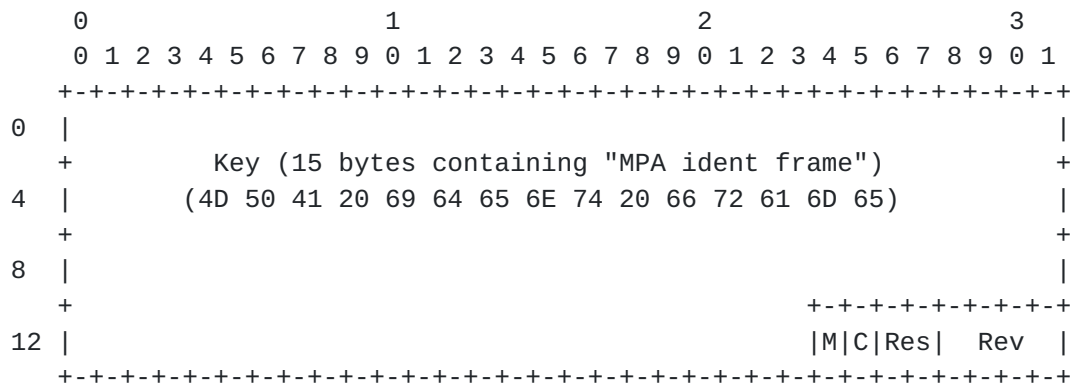 0                   1                   2                   3
     0 1 2 3 4 5 6 7 8 9 0 1 2 3 4 5 6 7 8 9 0 1 2 3 4 5 6 7 8 9 0 1
    +-+-+-+-+-+-+-+-+-+-+-+-+-+-+-+-+-+-+-+-+-+-+-+-+-+-+-+-+-+-+-+-+
0   |                                                               |
    +         Key (15 bytes containing "MPA ident frame")           +
4   |       (4D 50 41 20 69 64 65 6E 74 20 66 72 61 6D 65)          |
    +                                                               +
8   |                                                               |
    +                                               +-+-+-+-+-+-+-+-+
12  |                                               |M|C|Res|  Rev  |
    +-+-+-+-+-+-+-+-+-+-+-+-+-+-+-+-+-+-+-+-+-+-+-+-+-+-+-+-+-+-+-+-+